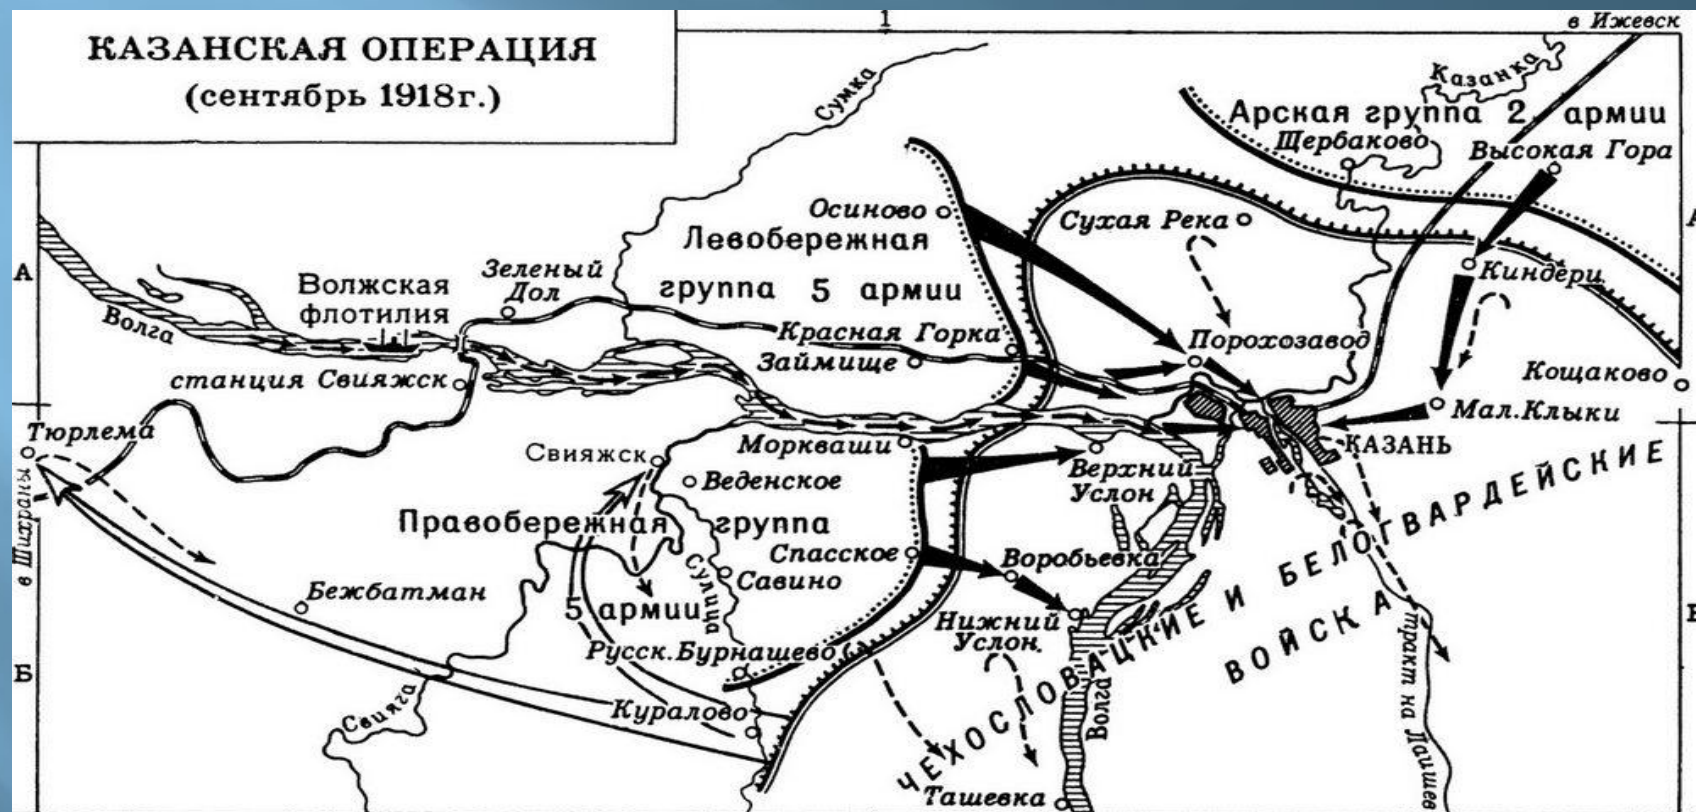 КАЗАНСКАЯ ОПЕРАЦИЯ
(сентябрь 1918г.)
1
в Ижевск
Казанка
Сумка
Арская группа 2 армии
Щербаково
Высокая Гора
Осиново
Сухая Река
Левобережная
группа 5 армии
А
Зеленый
Дол
Волжская
флотилия
Киндери
Волга
Красная Горка
Займище
Порохозавод
станция Свияжск
Кощаково
Мал.Клыки
Тюрлема
Моркваши
КАЗАНЬ
Свияжск
Верхний
Услон
Веденское
в Шихраны
Правобережная группа
5 армии
Спасское
Воробьевка
Сулица
Савино
Бежбатман
Нижний
Услон
Русск.Бурнашево
Б
Свияга
Куралово
Волга
ЧЕХОСЛОВАЦКИЕ И БЕЛОГВАРДЕЙСКИЕ
ВОЙСКА
тракт на Лаишев
Ташевка